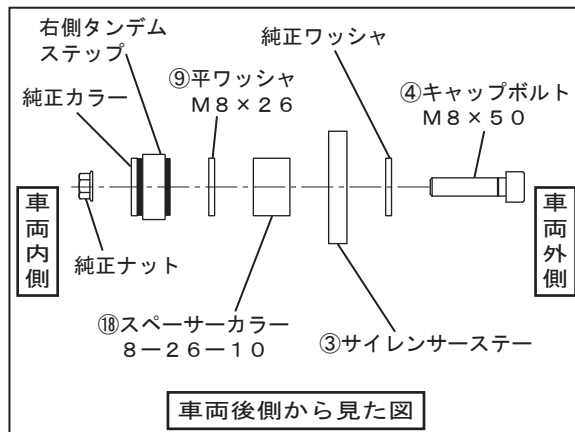 右側タンデム
ステップ
純正カラー
⑨平ワッシャ
Ｍ８×２６
純正ワッシャ
④キャップボルト
Ｍ８×５０
車両内側
純正ナット
車両外側
⑱スペーサーカラー
８－２６－１０
③サイレンサーステー
車両後側から見た図